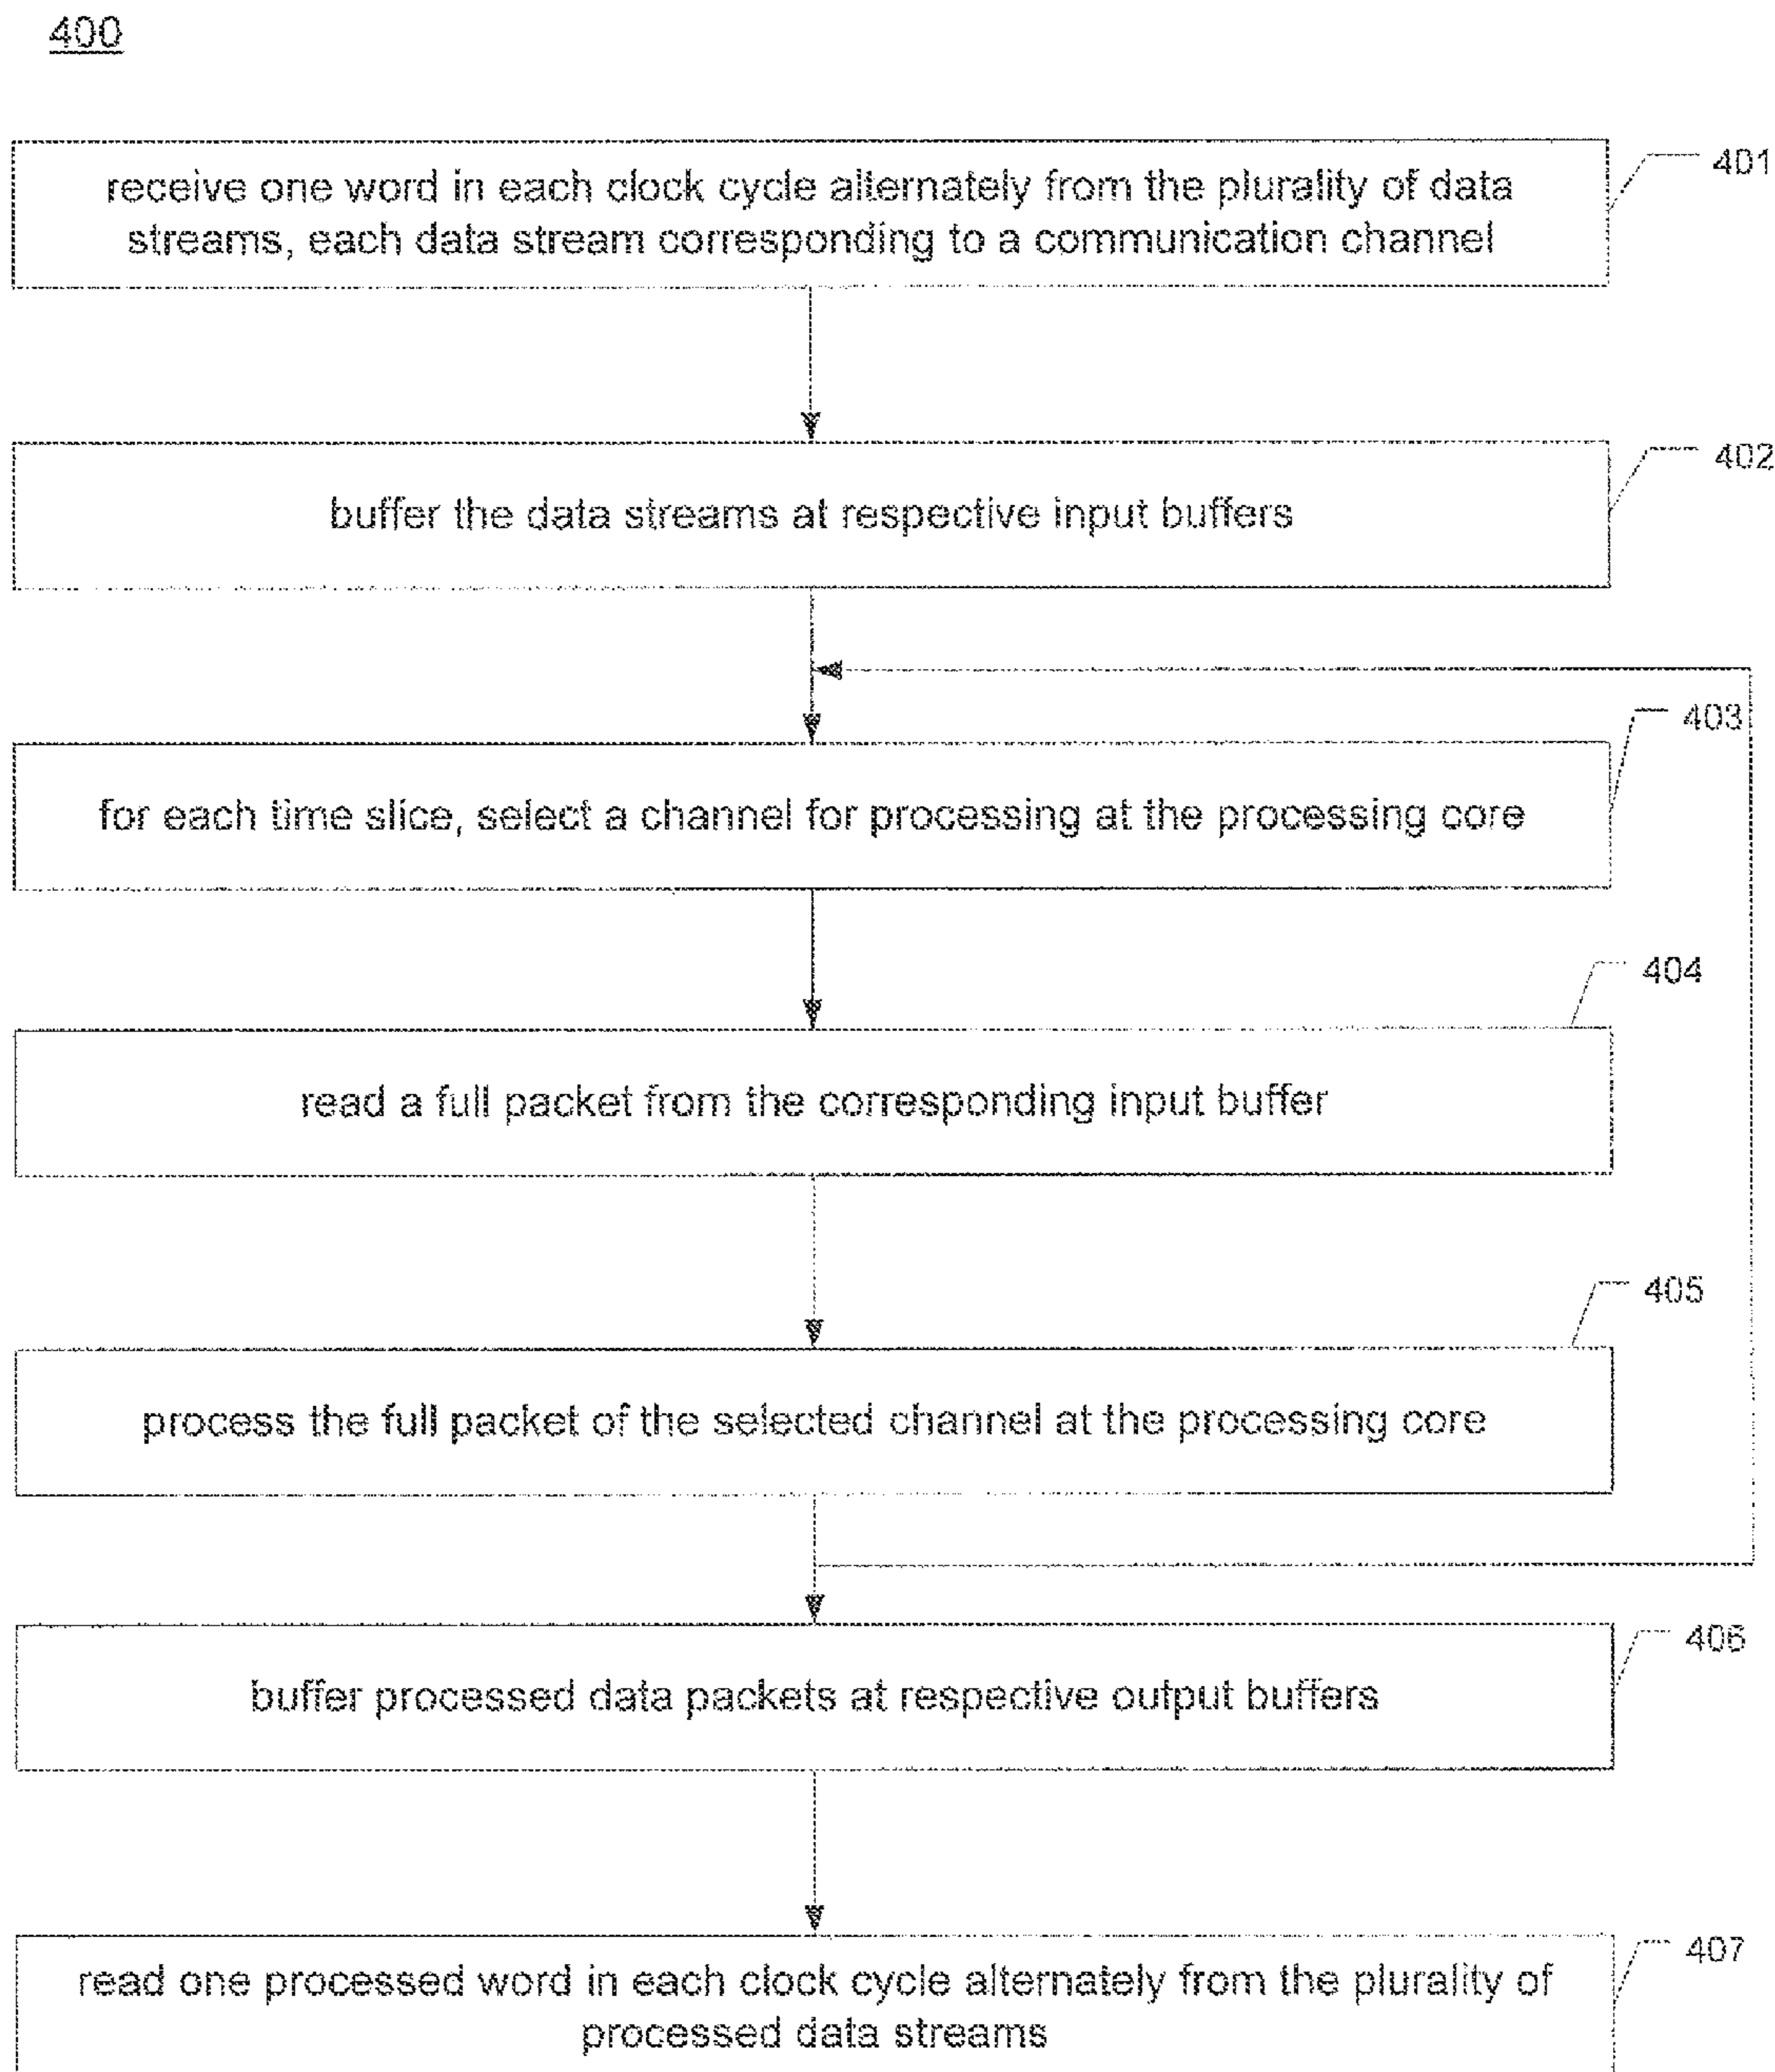 400
receive one word in each clock cycle alternately from the plurality of data
streams, each data stream corresponding to a communication channel
401
buffer the data streams at respective input buffers
402
for each time slice, select a channel for processing at the processing core
403
read a full packet from the corresponding input buffer
404
process the full packet of the selected channel at the processing core
405
buffer processed data packets at respective output buffers
406
read one processed word in each clock cycle alternately from the plurality of
processed data streams
407